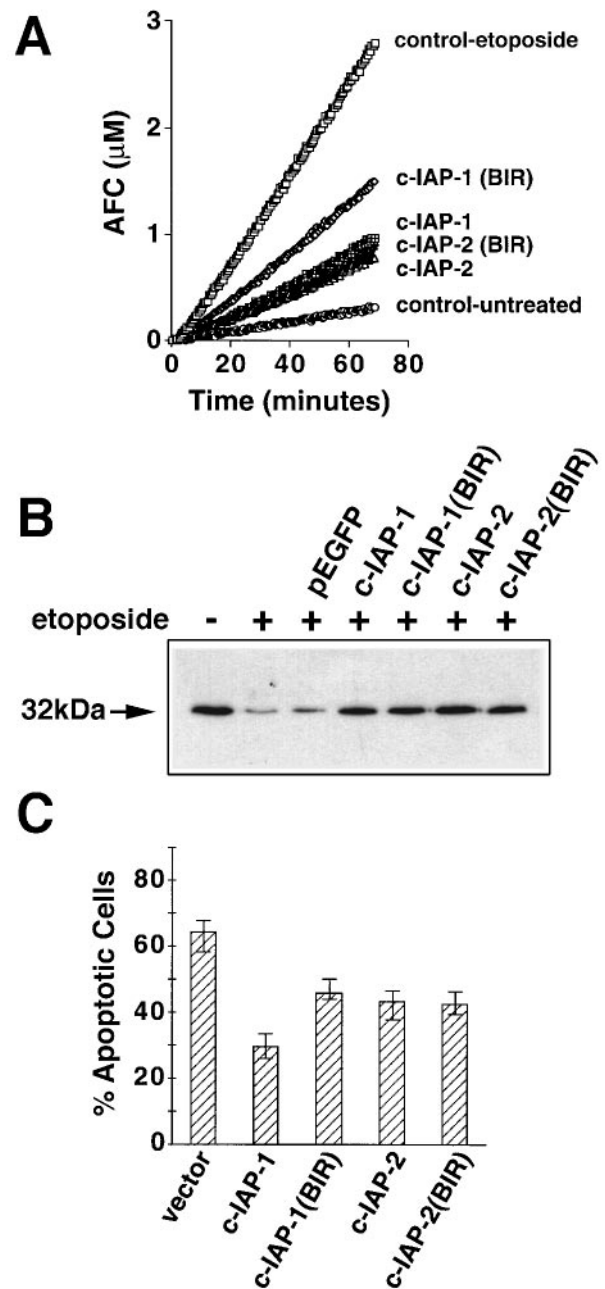 A
3
2
1
0
AFC (μM)
control-etoposide
c-IAP-1 (BIR)
c-IAP-1
c-IAP-2 (BIR)
c-IAP-2
control-untreated
0 20 40 60 80
Time (minutes)
B
pEGFP
c-IAP-1
c-IAP-1(BIR)
c-IAP-2
c-IAP-2(BIR)
etoposide - + + + + + +
32kDa
C
80
60
40
20
0
% Apoptotic Cells
vector
c-IAP-1
c-IAP-1(BIR)
c-IAP-2
c-IAP-2(BIR)